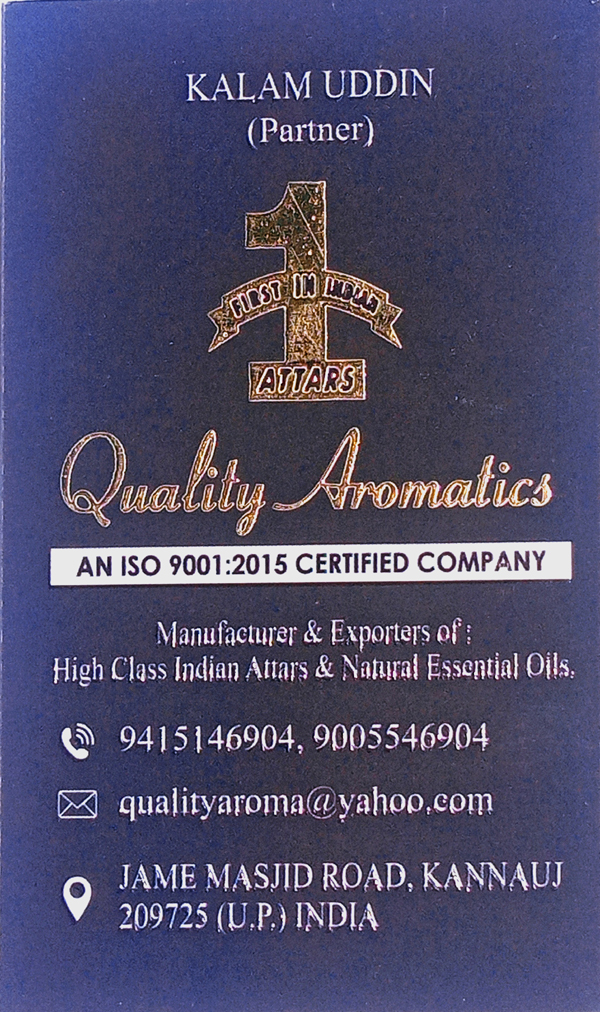 KALAM UDDIN
(Partner)
1
FIRST IN INDIAN
ATTARS
Quality Aromatics
AN ISO 9001:2015 CERTIFIED COMPANY
Manufacturer & Exporters of :
High Class Indian Attars & Natural Essential Oils.
9415146904, 9005546904
qualityaroma@yahoo.com
JAME MASJID ROAD, KANNAUJ
209725 (U.P.) INDIA